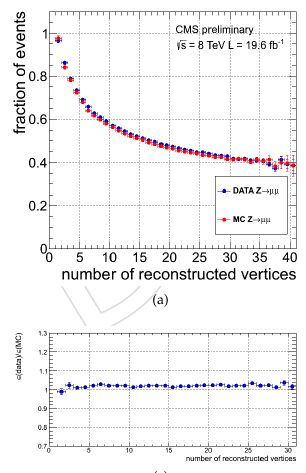 CMS preliminary
√s = 8 TeV L = 19.6 fb⁻¹
fraction of events
1
0.8
0.6
0.4
0.2
0
DATA Z→μμ
MC Z→μμ
0 5 10 15 20 25 30 35 40
number of reconstructed vertices
(a)
ε(data)/ε(MC)
1.3
1.2
1.1
1
0.9
0.8
0.7
0 5 10 15 20 25 30
number of reconstructed vertices